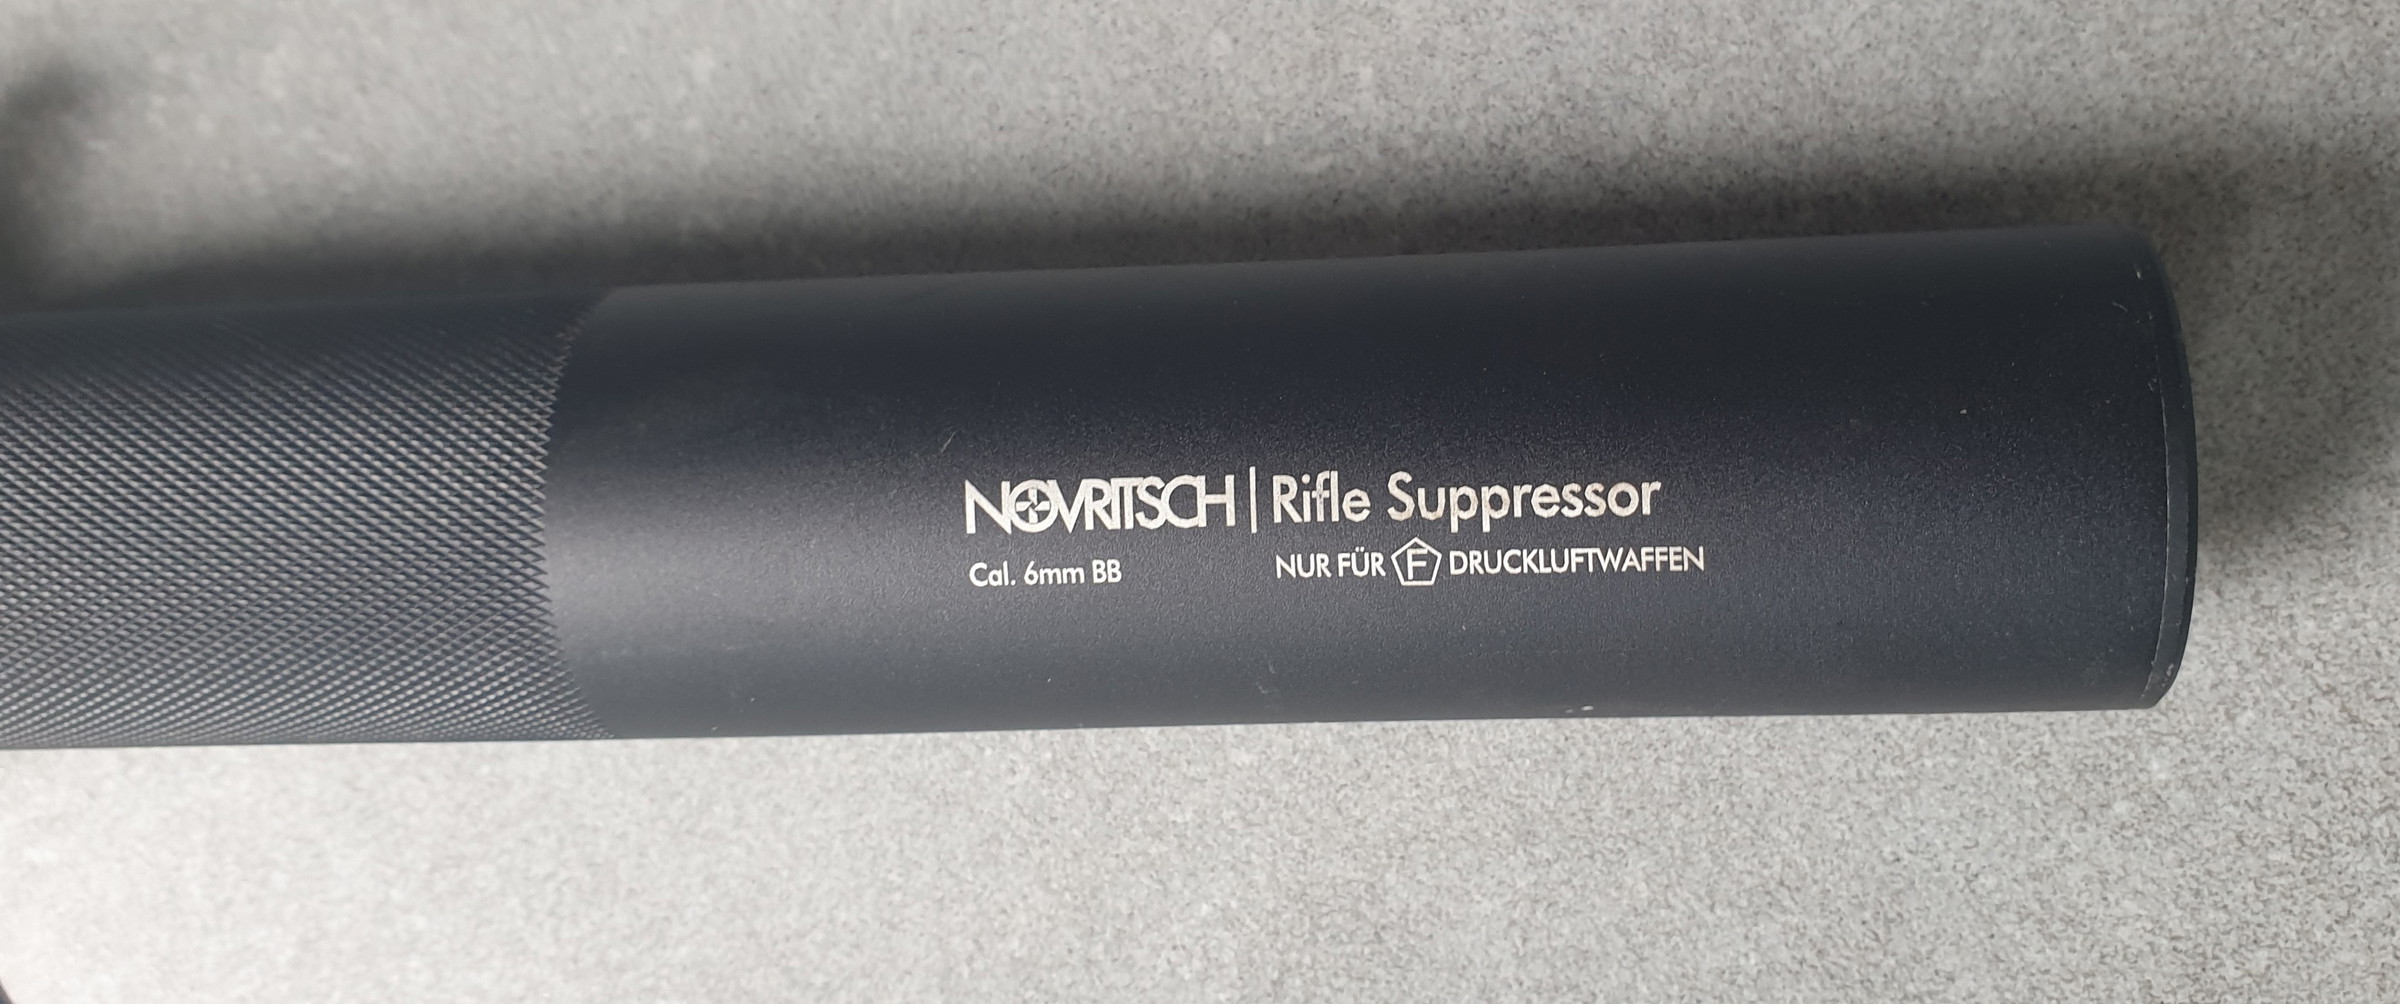 NOVRITSCH | Rifle Suppressor
Cal. 6mm BB NUR FÜR F DRUCKLUFTWAFFEN